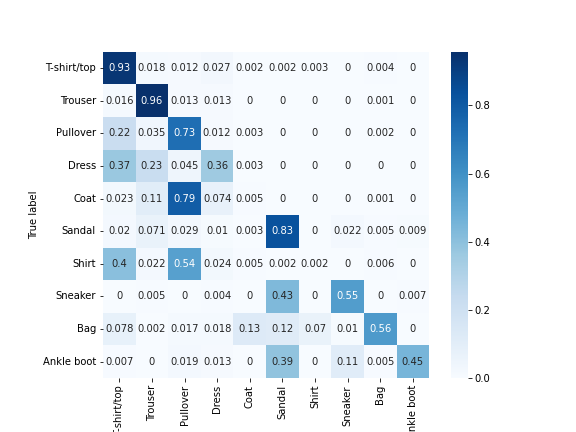 T-shirt/top 0.93 0.018 0.012 0.027 0.002 0.002 0.003 0 0.004 0
Trouser 0.016 0.96 0.013 0.013 0 0 0 0 0.001 0
Pullover 0.22 0.035 0.73 0.012 0.003 0 0 0 0.002 0
Dress 0.37 0.23 0.045 0.36 0.003 0 0 0 0 0
Coat 0.023 0.11 0.79 0.074 0.005 0 0 0 0.001 0
Sandal 0.02 0.071 0.029 0.01 0.003 0.83 0 0.022 0.005 0.009
Shirt 0.4 0.022 0.54 0.024 0.005 0.002 0.002 0 0.006 0
Sneaker 0 0.005 0 0.004 0 0.43 0 0.55 0 0.007
Bag 0.078 0.002 0.017 0.018 0.13 0.12 0.07 0.01 0.56 0
Ankle boot 0.007 0 0.019 0.013 0 0.39 0 0.11 0.005 0.45
True label
-shirt/top
Trouser
Pullover
Dress
Coat
Sandal
Shirt
Sneaker
Bag
nkle boot
0.8
0.6
0.4
0.2
0.0